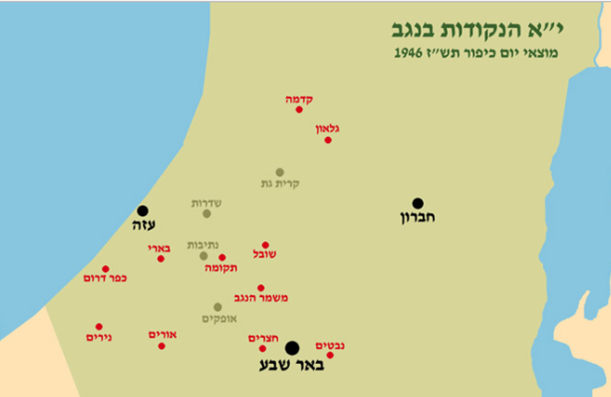 י״א הנקודות בנגב
מוצאי יום כיפור תש״ז 1946
קדמה
גלאון
קרית גת
שדרות
חברון
עזה
בארי
נתיבות
שובל
תקומה
כפר דרום
משמר הנגב
אופקים
נירים
אורים
חצרים
נבטים
באר שבע